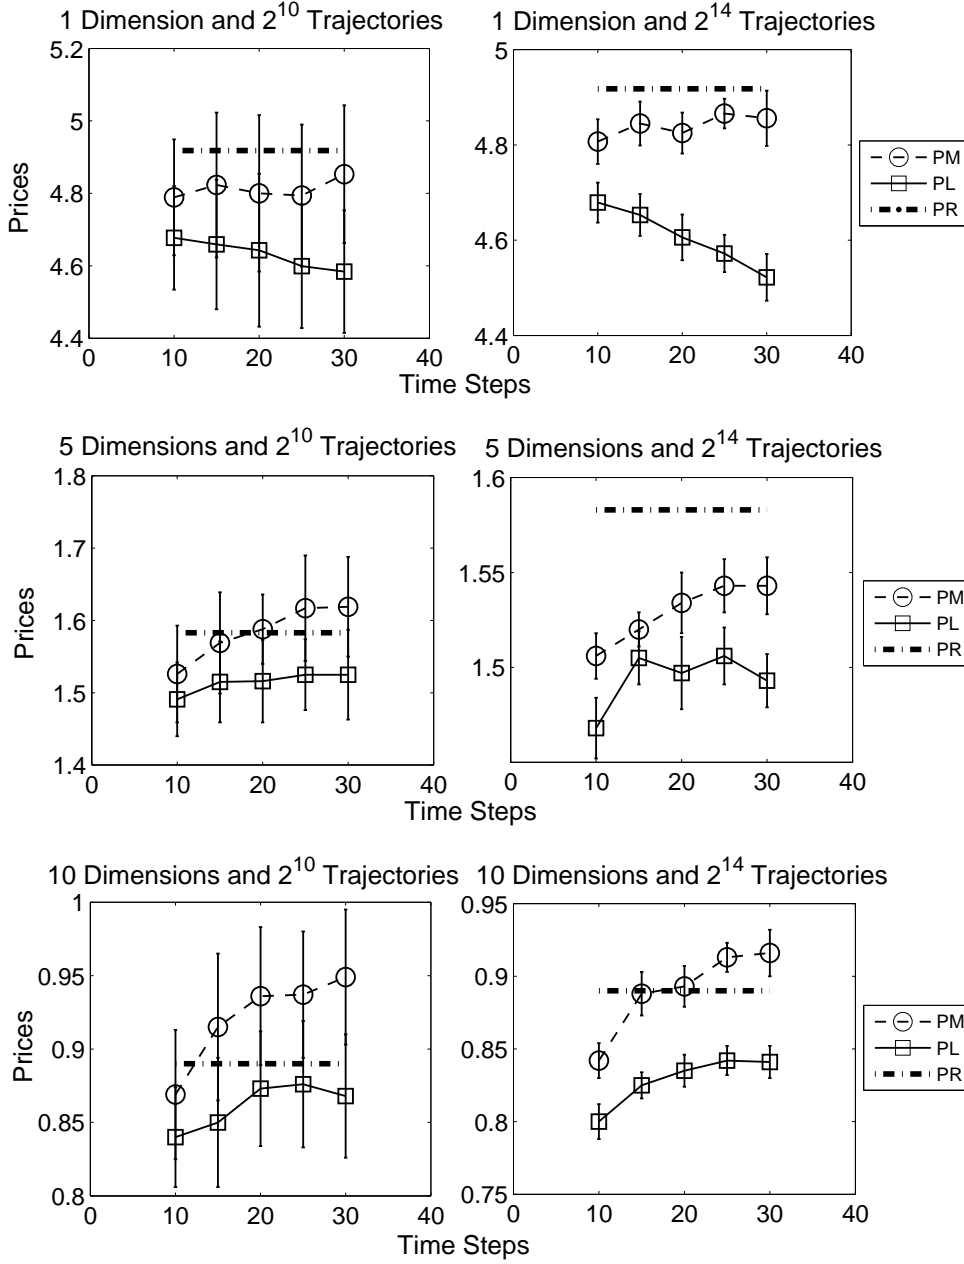 1 Dimension and 2^10 Trajectories
1 Dimension and 2^14 Trajectories
5.2
5
4.8
4.6
4.4
Prices
0 10 20 30 40
5
4.8
4.6
4.4
0 10 20 30 40
PM
PL
PR
Time Steps
5 Dimensions and 2^10 Trajectories
5 Dimensions and 2^14 Trajectories
1.8
1.7
1.6
1.5
1.4
Prices
0 10 20 30 40
1.6
1.55
1.5
0 10 20 30 40
PM
PL
PR
Time Steps
10 Dimensions and 2^10 Trajectories
10 Dimensions and 2^14 Trajectories
1
0.95
0.9
0.85
0.8
Prices
0 10 20 30 40
0.95
0.9
0.85
0.8
0.75
0 10 20 30 40
PM
PL
PR
Time Steps